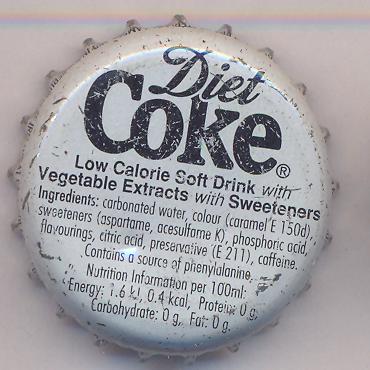 Diet
Coke®
Low Calorie Soft Drink with
Vegetable Extracts with Sweeteners
Ingredients: carbonated water, colour (caramel E 150d),
sweeteners (aspartame, acesulfame K), phosphoric acid,
flavourings, citric acid, preservative (E 211), caffeine.
Contains a source of phenylalanine.
Nutrition Information per 100ml:
Energy: 1.6 kJ, 0.4 kcal, Protein: 0 g,
Carbohydrate: 0 g, Fat: 0 g.